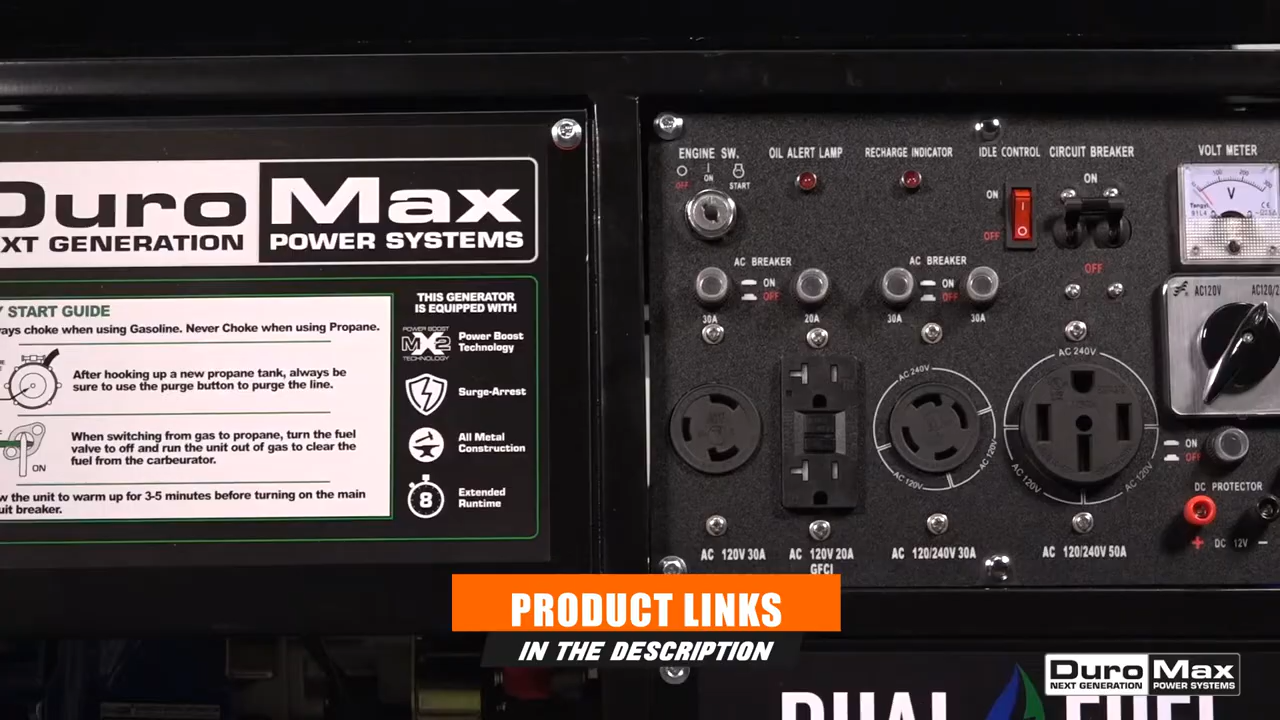 Duro Max
NEXT GENERATION POWER SYSTEMS
START GUIDE
ays choke when using Gasoline. Never Choke when using Propane.
After hooking up a new propane tank, always be
sure to use the purge button to purge the line.
When switching from gas to propane, turn the fuel
valve to off and run the unit out of gas to clear the
fuel from the carbeurator.
ON
w the unit to warm up for 3-5 minutes before turning on the main
uit breaker.
THIS GENERATOR
IS EQUIPPED WITH
POWER BOOST
MX2
TECHNOLOGY
Power Boost
Technology
Surge-Arrest
All Metal
Construction
8
Extended
Runtime
ENGINE SW.
OFF
ON
START
OIL ALERT LAMP
RECHARGE INDICATOR
IDLE CONTROL
ON
OFF
CIRCUIT BREAKER
ON
OFF
VOLT METER
V
AC BREAKER
ON
OFF
30A
20A
AC BREAKER
ON
OFF
30A
30A
AC120V
AC120/2
AC 240V
AC 120V
AC 120V
AC 240V
AC 120V
AC 120V
ON
OFF
DC PROTECTOR
+ DC 12V −
AC 120V 30A
AC 120V 20A
GFCI
AC 120/240V 30A
AC 120/240V 50A
PRODUCT LINKS
IN THE DESCRIPTION
DUAL FUEL
Duro Max
NEXT GENERATION POWER SYSTEMS